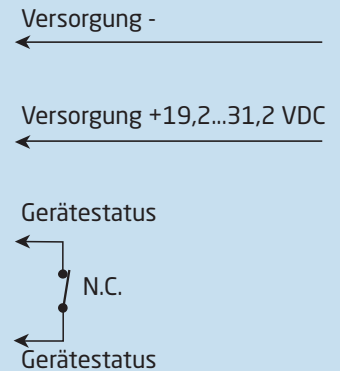 Versorgung -
Versorgung +19,2...31,2 VDC
Gerätestatus
N.C.
Gerätestatus